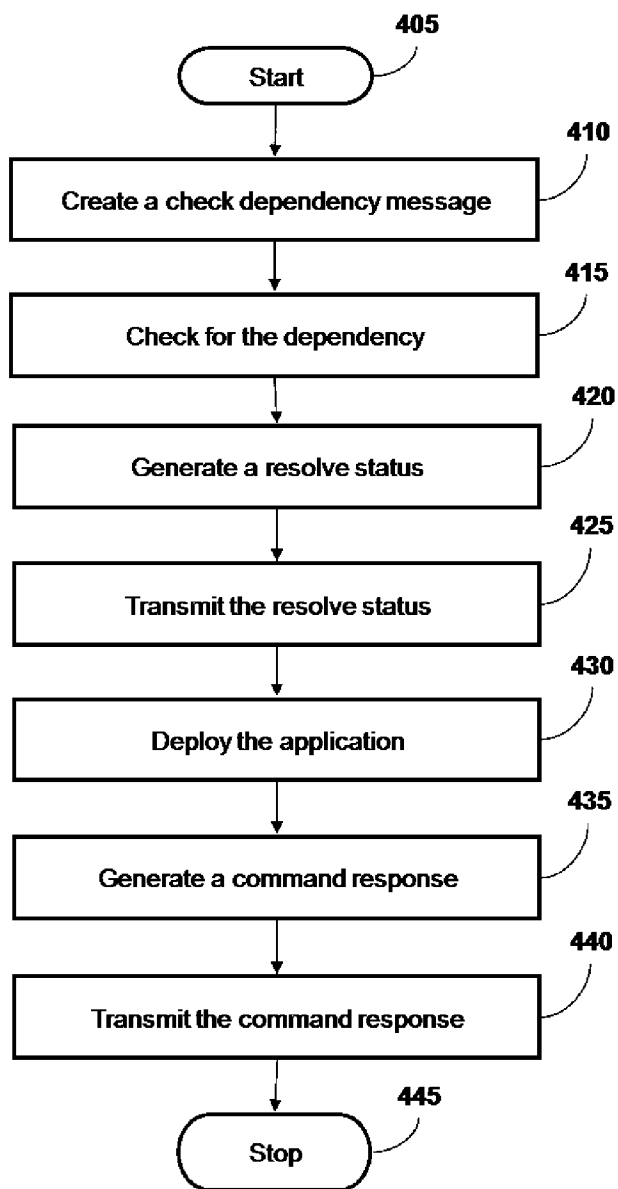 405
Start
410
Create a check dependency message
415
Check for the dependency
420
Generate a resolve status
425
Transmit the resolve status
430
Deploy the application
435
Generate a command response
440
Transmit the command response
445
Stop